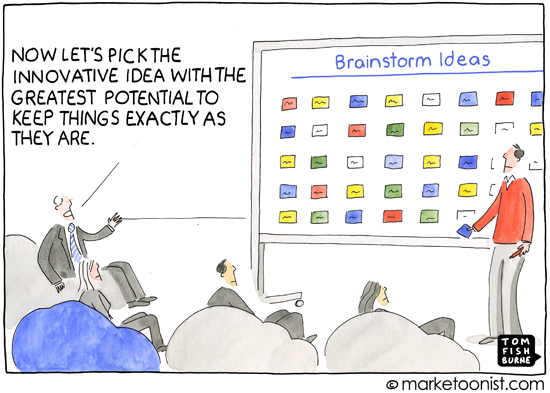 NOW LET'S PICK THE
INNOVATIVE IDEA WITH THE
GREATEST POTENTIAL TO
KEEP THINGS EXACTLY AS
THEY ARE.
Brainstorm Ideas
TOM
FISH
BURNE
© marketoonist.com